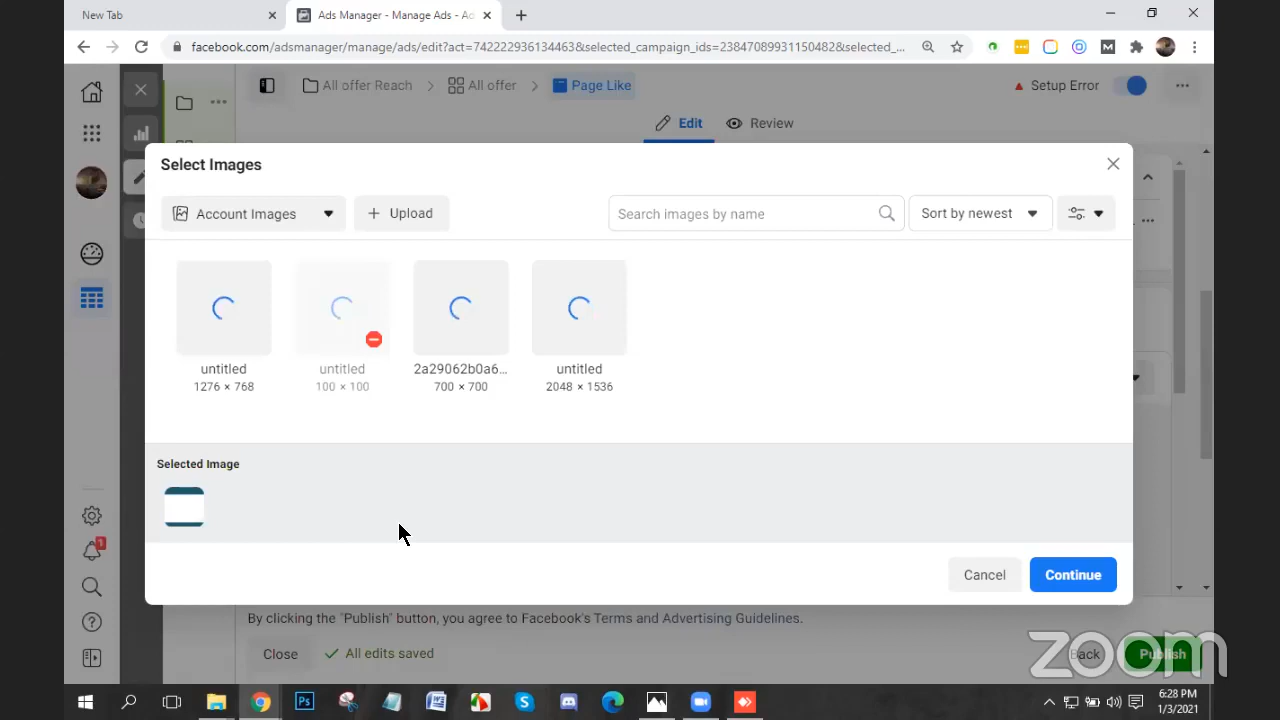 New Tab
Ads Manager - Manage Ads - Ad
facebook.com/adsmanager/manage/ads/edit?act=742222936134463&selected_campaign_ids=23847089931150482&selected_...
All offer Reach
All offer
Page Like
Setup Error
Edit
Review
Select Images
Account Images
+ Upload
Search images by name
Sort by newest
untitled
1276 × 768
untitled
100 × 100
2a29062b0a6...
700 × 700
untitled
2048 × 1536
Selected Image
Cancel
Continue
By clicking the "Publish" button, you agree to Facebook's Terms and Advertising Guidelines.
Close
All edits saved
Back
Publish
zoom
6:28 PM
1/3/2021